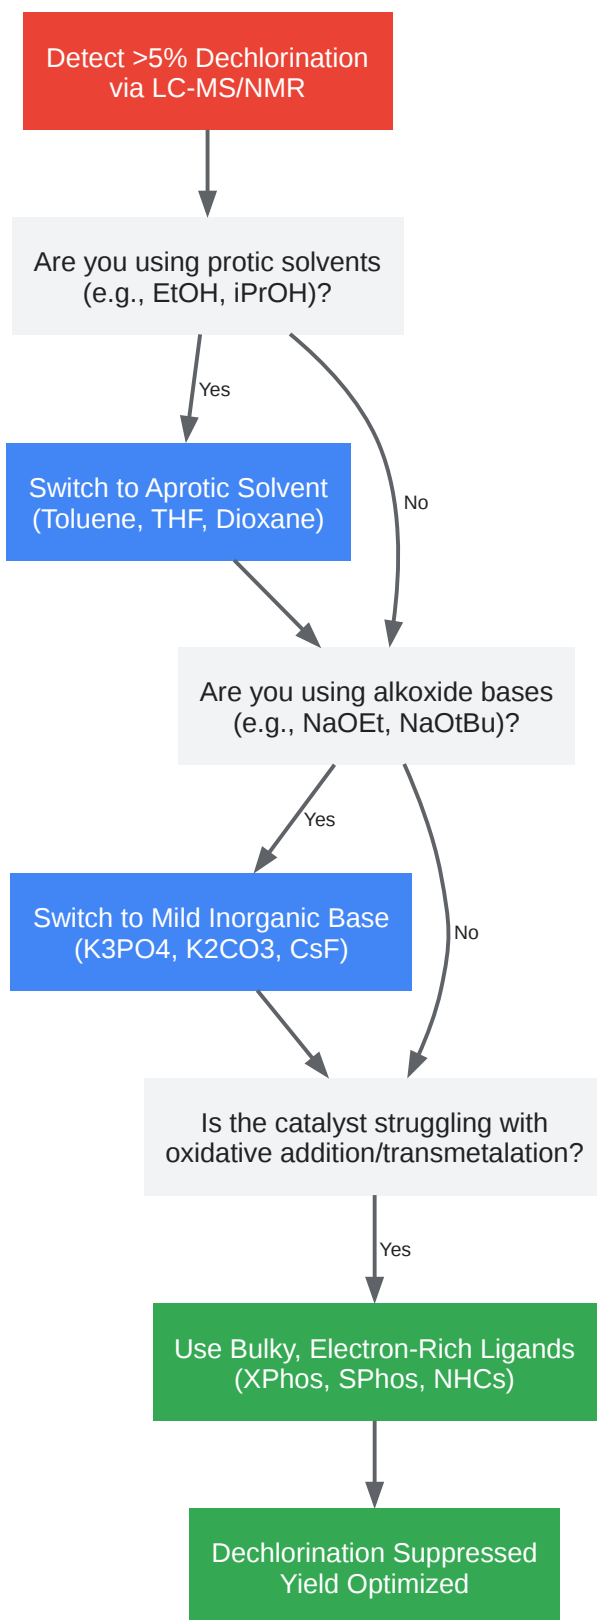 Detect >5% Dechlorination
via LC-MS/NMR
Are you using protic solvents
(e.g., EtOH, iPrOH)?
Yes
Switch to Aprotic Solvent
(Toluene, THF, Dioxane)
No
Are you using alkoxide bases
(e.g., NaOEt, NaOtBu)?
Yes
Switch to Mild Inorganic Base
(K3PO4, K2CO3, CsF)
No
Is the catalyst struggling with
oxidative addition/transmetalation?
Yes
Use Bulky, Electron-Rich Ligands
(XPhos, SPhos, NHCs)
Dechlorination Suppressed
Yield Optimized